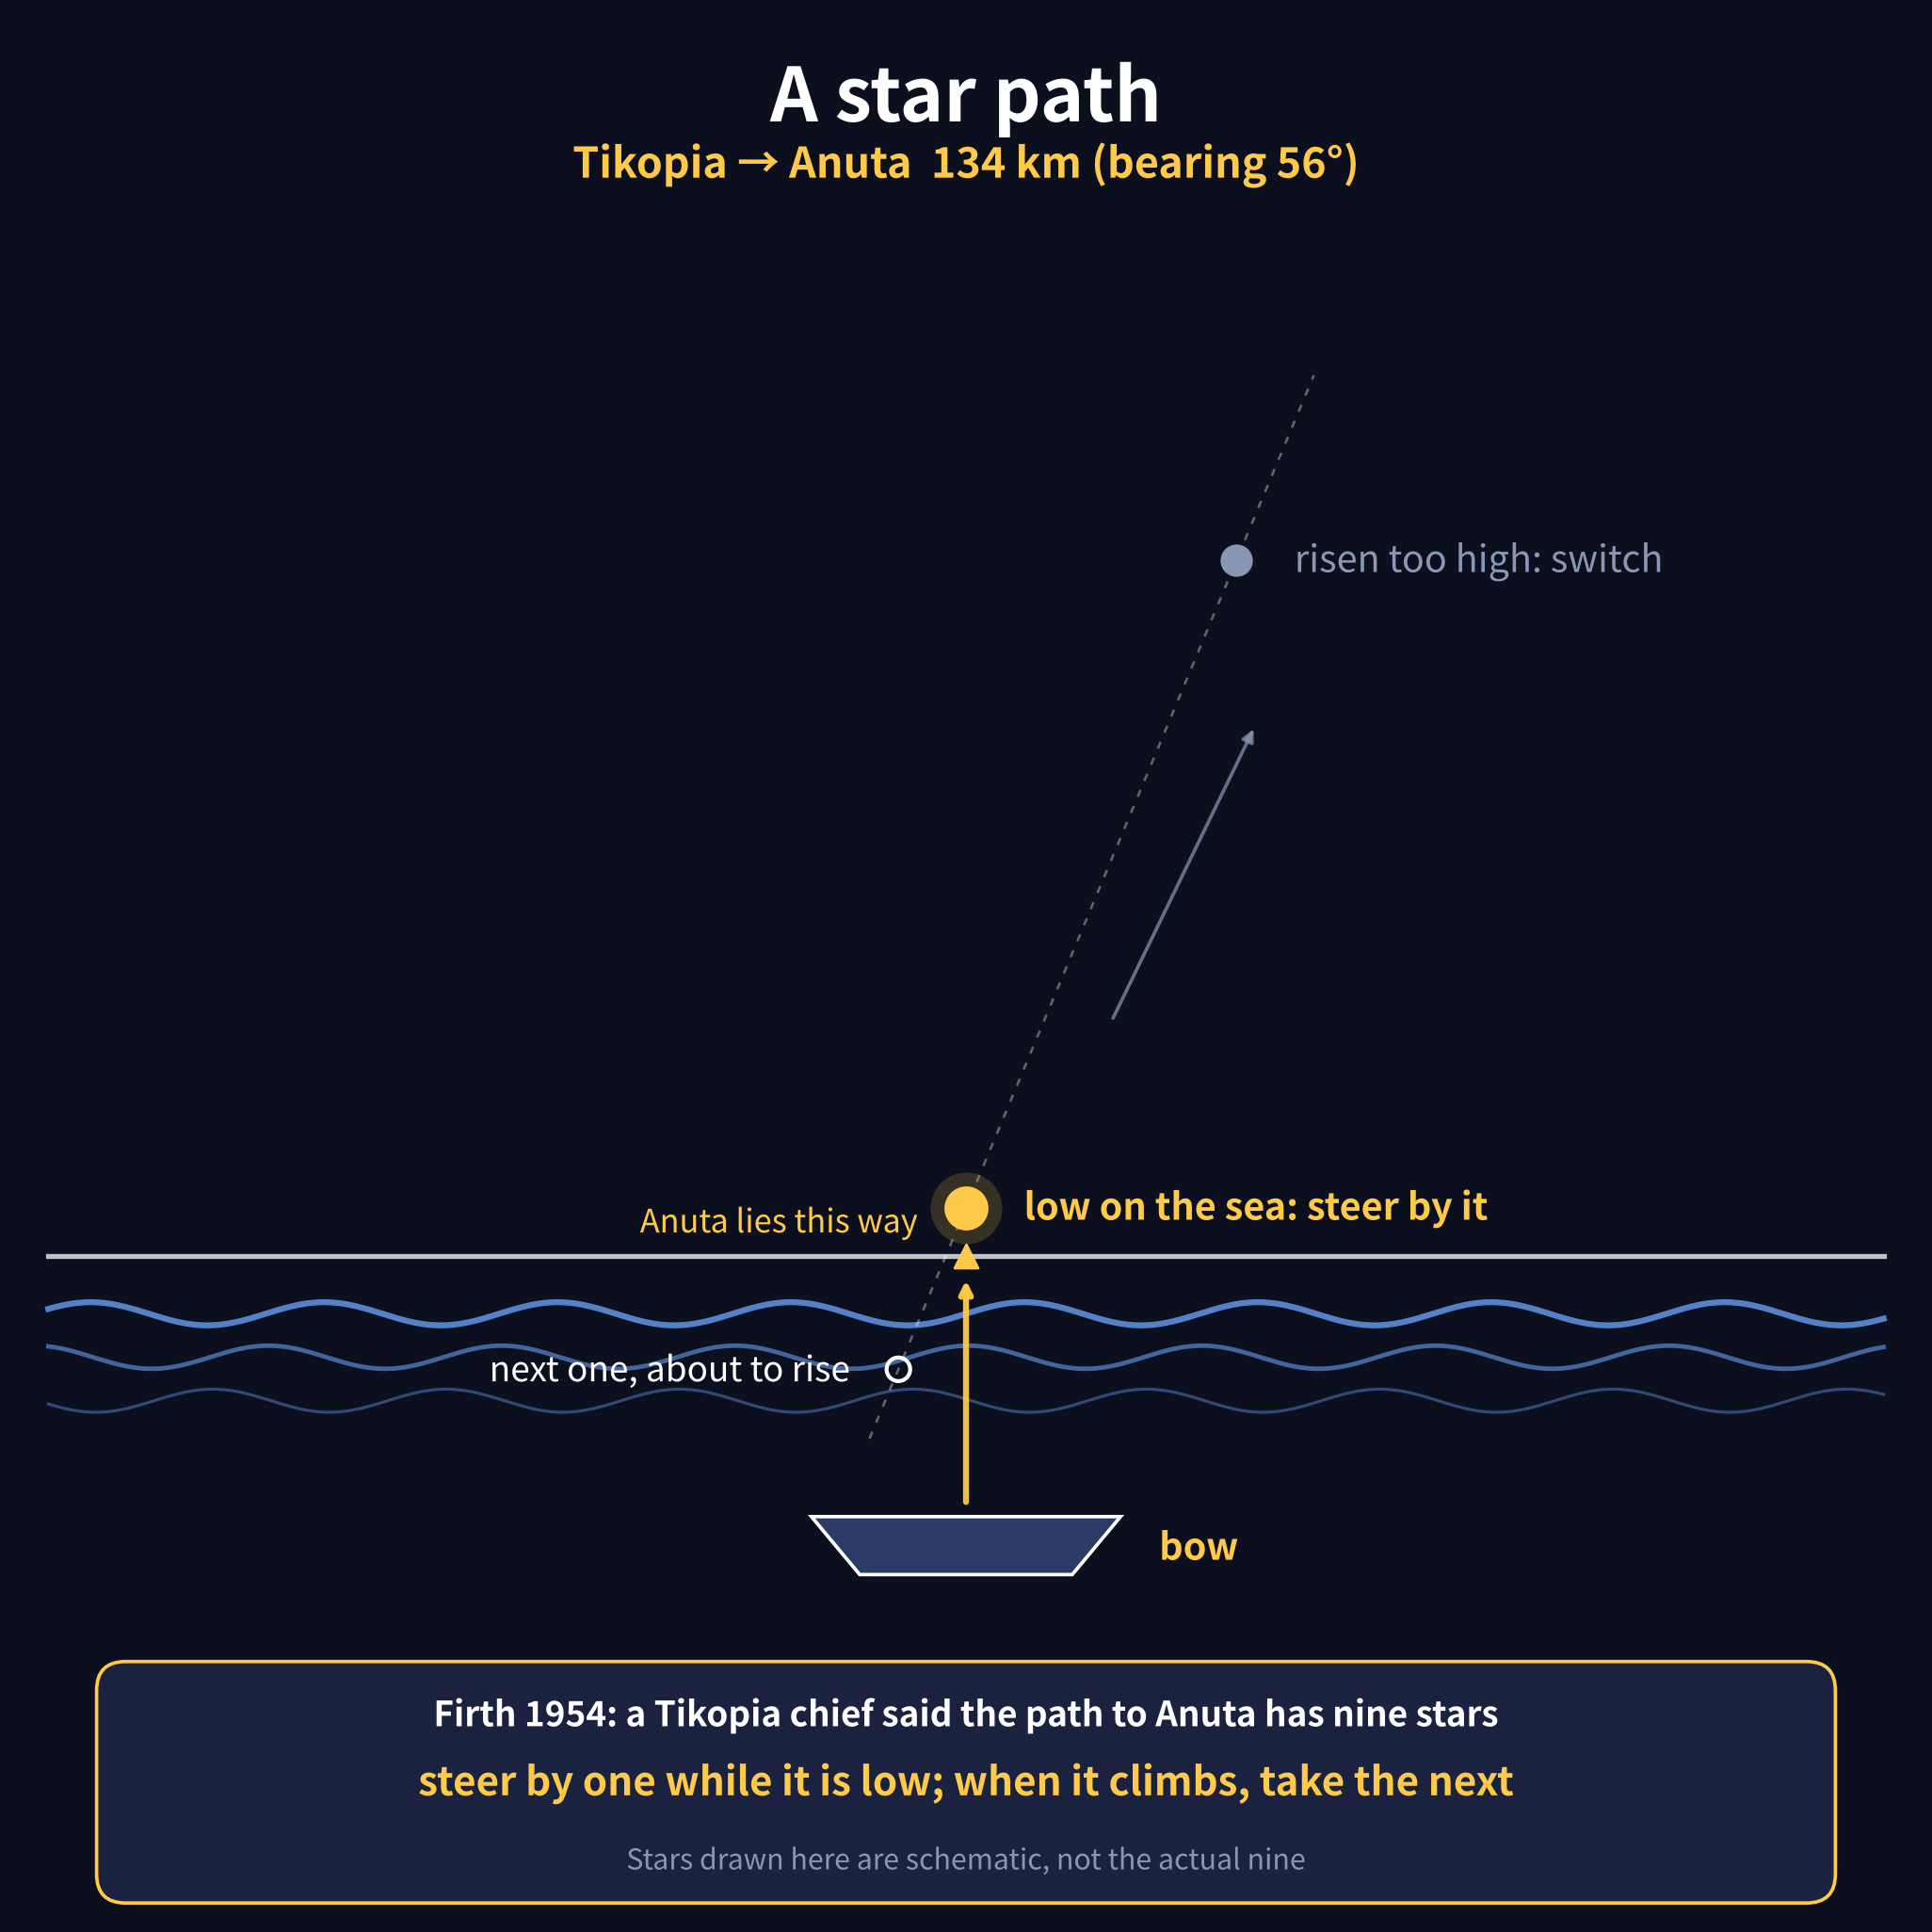 A star path
Tikopia → Anuta 134 km (bearing 56°)
risen too high: switch
low on the sea: steer by it
Anuta lies this way
next one, about to rise
bow
Firth 1954: a Tikopia chief said the path to Anuta has nine stars
steer by one while it is low; when it climbs, take the next
Stars drawn here are schematic, not the actual nine